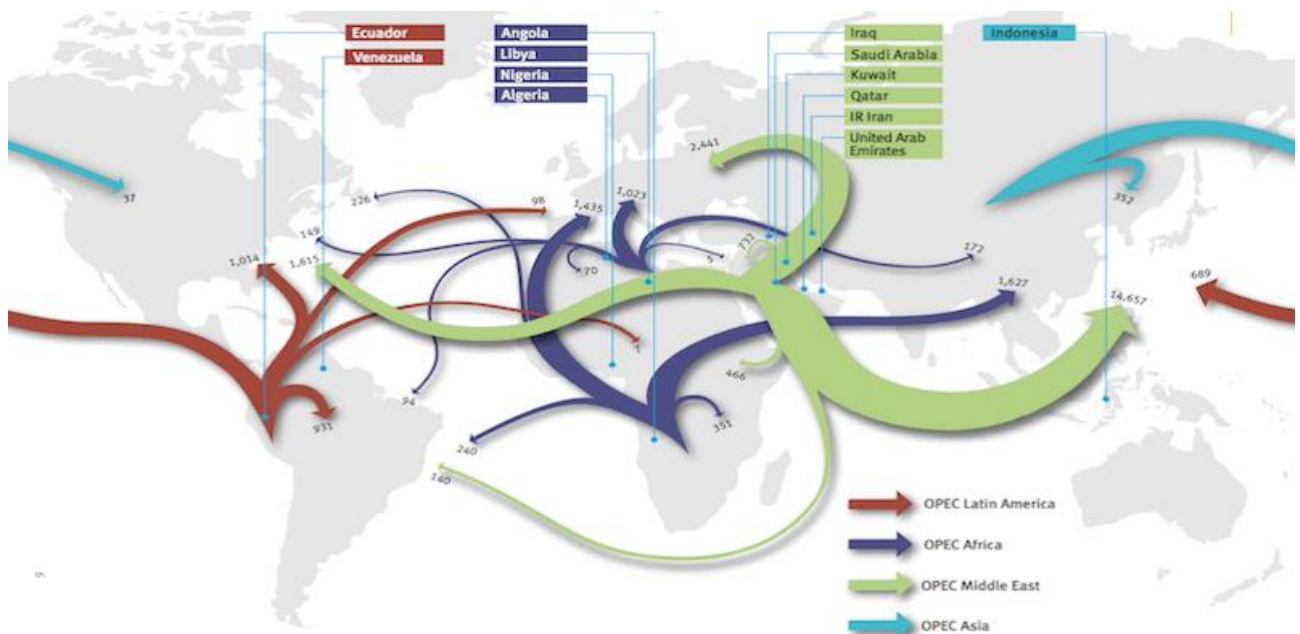 Ecuador
Venezuela
Angola
Libya
Nigeria
Algeria
Iraq
Saudi Arabia
Kuwait
Qatar
IR Iran
United Arab
Emirates
Indonesia
37
226
149
1,014
1,615
98
1,435
1,023
2,441
70
5
732
172
1,627
352
689
14,657
7
466
94
931
240
351
140
OPEC Latin America
OPEC Africa
OPEC Middle East
OPEC Asia